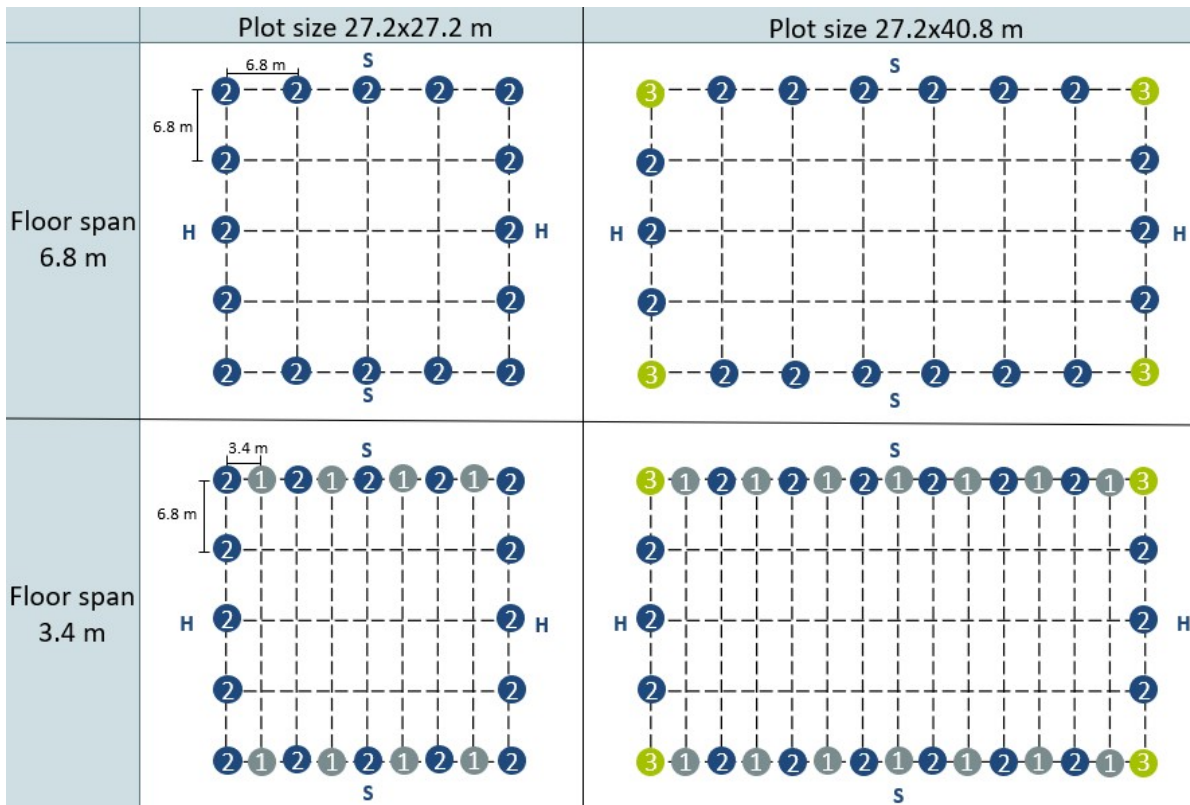 Plot size 27.2x27.2 m
Plot size 27.2x40.8 m
Floor span
6.8 m
S
6.8 m
2 2 2 2 2
6.8 m
2 2
H 2 2 H
2 2
2 2 2 2 2
S
S
3 2 2 2 2 2 2 3
2 2
H 2 2 H
2 2
3 2 2 2 2 2 2 3
S
Floor span
3.4 m
S
3.4 m
2 1 2 1 2 1 2 1 2
6.8 m
2 2
H 2 2 H
2 2
2 1 2 1 2 1 2 1 2
S
S
3 1 2 1 2 1 2 1 2 1 2 1 2 1 3
2 2
H 2 2 H
2 2
3 1 2 1 2 1 2 1 2 1 2 1 2 1 3
S